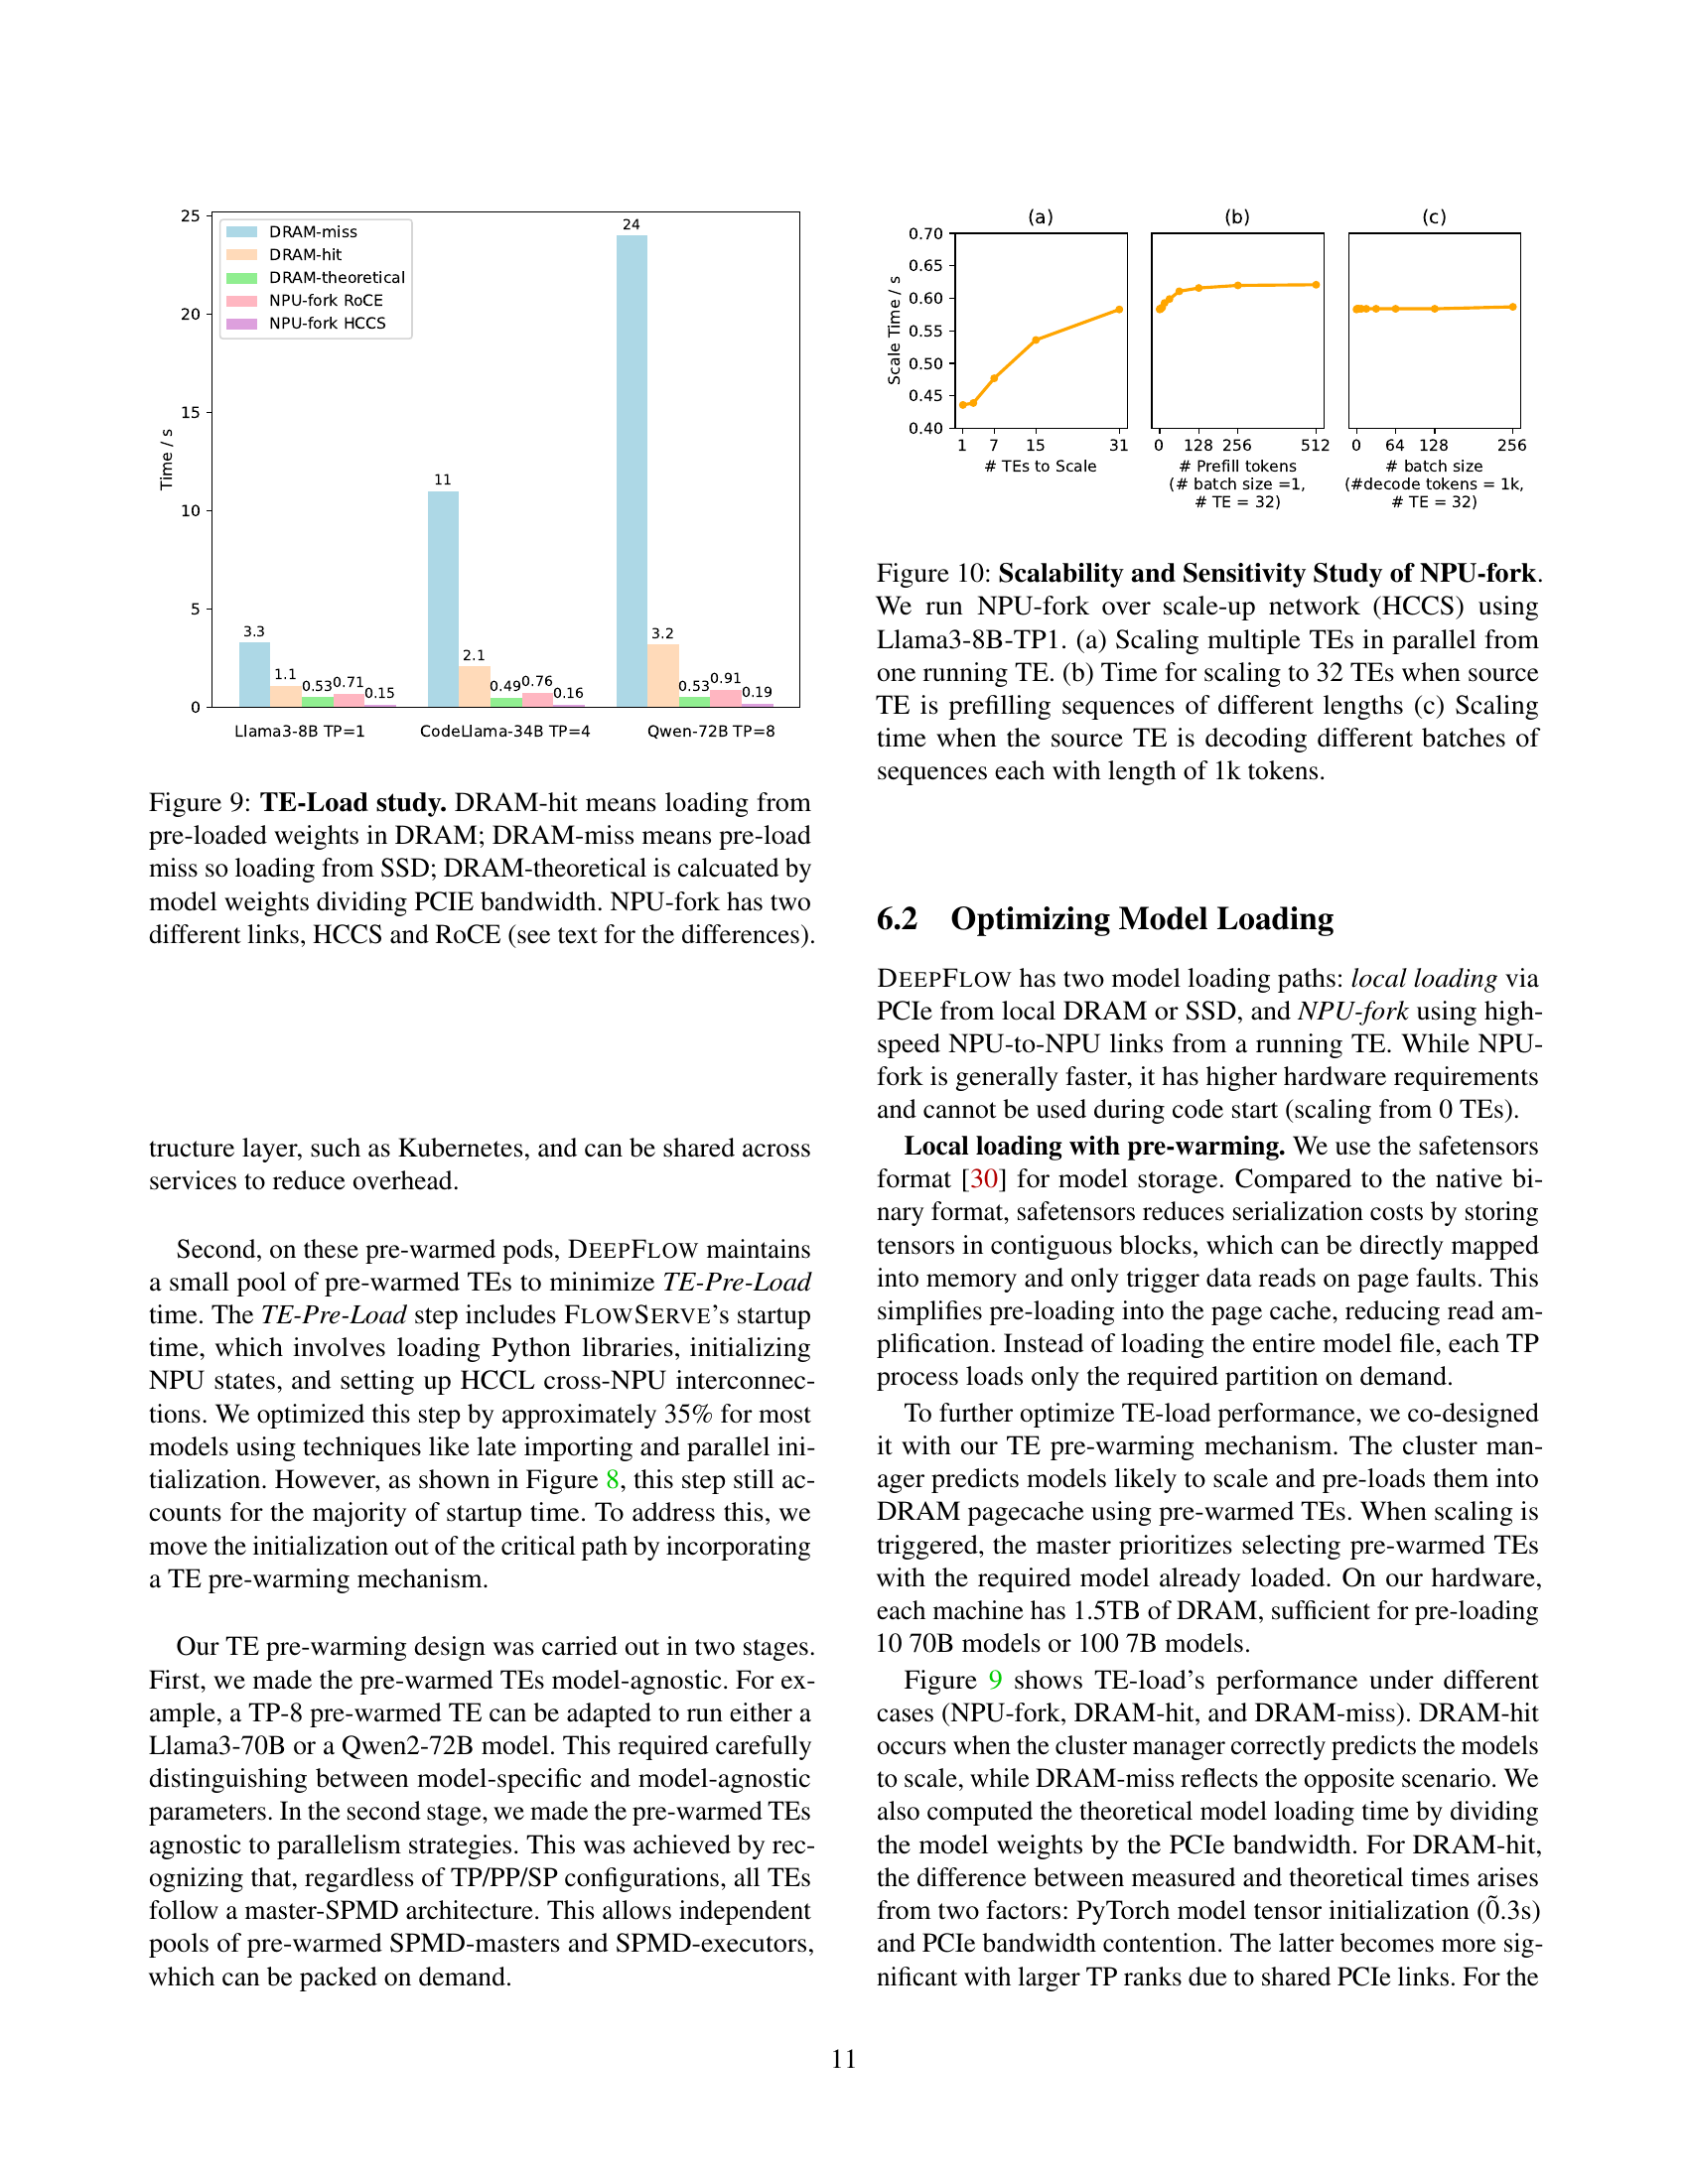 25
20
15
10
5
0
Time / s
DRAM-miss
DRAM-hit
DRAM-theoretical
NPU-fork RoCE
NPU-fork HCCS
3.3
1.1
0.53
0.71
0.15
11
2.1
0.49
0.76
0.16
24
3.2
0.53
0.91
0.19
Llama3-8B TP=1
CodeLlama-34B TP=4
Qwen-72B TP=8
Figure 9: TE-Load study. DRAM-hit means loading from
pre-loaded weights in DRAM; DRAM-miss means pre-load
miss so loading from SSD; DRAM-theoretical is calcuated by
model weights dividing PCIE bandwidth. NPU-fork has two
different links, HCCS and RoCE (see text for the differences).
tructure layer, such as Kubernetes, and can be shared across
services to reduce overhead.
Second, on these pre-warmed pods, DEEPFLOW maintains
a small pool of pre-warmed TEs to minimize TE-Pre-Load
time. The TE-Pre-Load step includes FLOWSERVE's startup
time, which involves loading Python libraries, initializing
NPU states, and setting up HCCL cross-NPU interconnec-
tions. We optimized this step by approximately 35% for most
models using techniques like late importing and parallel ini-
tialization. However, as shown in Figure 8, this step still ac-
counts for the majority of startup time. To address this, we
move the initialization out of the critical path by incorporating
a TE pre-warming mechanism.
Our TE pre-warming design was carried out in two stages.
First, we made the pre-warmed TEs model-agnostic. For ex-
ample, a TP-8 pre-warmed TE can be adapted to run either a
Llama3-70B or a Qwen2-72B model. This required carefully
distinguishing between model-specific and model-agnostic
parameters. In the second stage, we made the pre-warmed TEs
agnostic to parallelism strategies. This was achieved by rec-
ognizing that, regardless of TP/PP/SP configurations, all TEs
follow a master-SPMD architecture. This allows independent
pools of pre-warmed SPMD-masters and SPMD-executors,
which can be packed on demand.
(a)
(b)
(c)
0.70
0.65
0.60
0.55
0.50
0.45
0.40
Scale Time / s
1 7 15 31
# TEs to Scale
0 128 256 512
# Prefill tokens
(# batch size =1,
# TE = 32)
0 64 128 256
# batch size
(#decode tokens = 1k,
# TE = 32)
Figure 10: Scalability and Sensitivity Study of NPU-fork.
We run NPU-fork over scale-up network (HCCS) using
Llama3-8B-TP1. (a) Scaling multiple TEs in parallel from
one running TE. (b) Time for scaling to 32 TEs when source
TE is prefilling sequences of different lengths (c) Scaling
time when the source TE is decoding different batches of
sequences each with length of 1k tokens.
6.2 Optimizing Model Loading
DEEPFLOW has two model loading paths: local loading via
PCIe from local DRAM or SSD, and NPU-fork using high-
speed NPU-to-NPU links from a running TE. While NPU-
fork is generally faster, it has higher hardware requirements
and cannot be used during code start (scaling from 0 TEs).
Local loading with pre-warming. We use the safetensors
format [30] for model storage. Compared to the native bi-
nary format, safetensors reduces serialization costs by storing
tensors in contiguous blocks, which can be directly mapped
into memory and only trigger data reads on page faults. This
simplifies pre-loading into the page cache, reducing read am-
plification. Instead of loading the entire model file, each TP
process loads only the required partition on demand.
To further optimize TE-load performance, we co-designed
it with our TE pre-warming mechanism. The cluster man-
ager predicts models likely to scale and pre-loads them into
DRAM pagecache using pre-warmed TEs. When scaling is
triggered, the master prioritizes selecting pre-warmed TEs
with the required model already loaded. On our hardware,
each machine has 1.5TB of DRAM, sufficient for pre-loading
10 70B models or 100 7B models.
Figure 9 shows TE-load's performance under different
cases (NPU-fork, DRAM-hit, and DRAM-miss). DRAM-hit
occurs when the cluster manager correctly predicts the models
to scale, while DRAM-miss reflects the opposite scenario. We
also computed the theoretical model loading time by dividing
the model weights by the PCIe bandwidth. For DRAM-hit,
the difference between measured and theoretical times arises
from two factors: PyTorch model tensor initialization (0̃.3s)
and PCIe bandwidth contention. The latter becomes more sig-
nificant with larger TP ranks due to shared PCIe links. For the
11